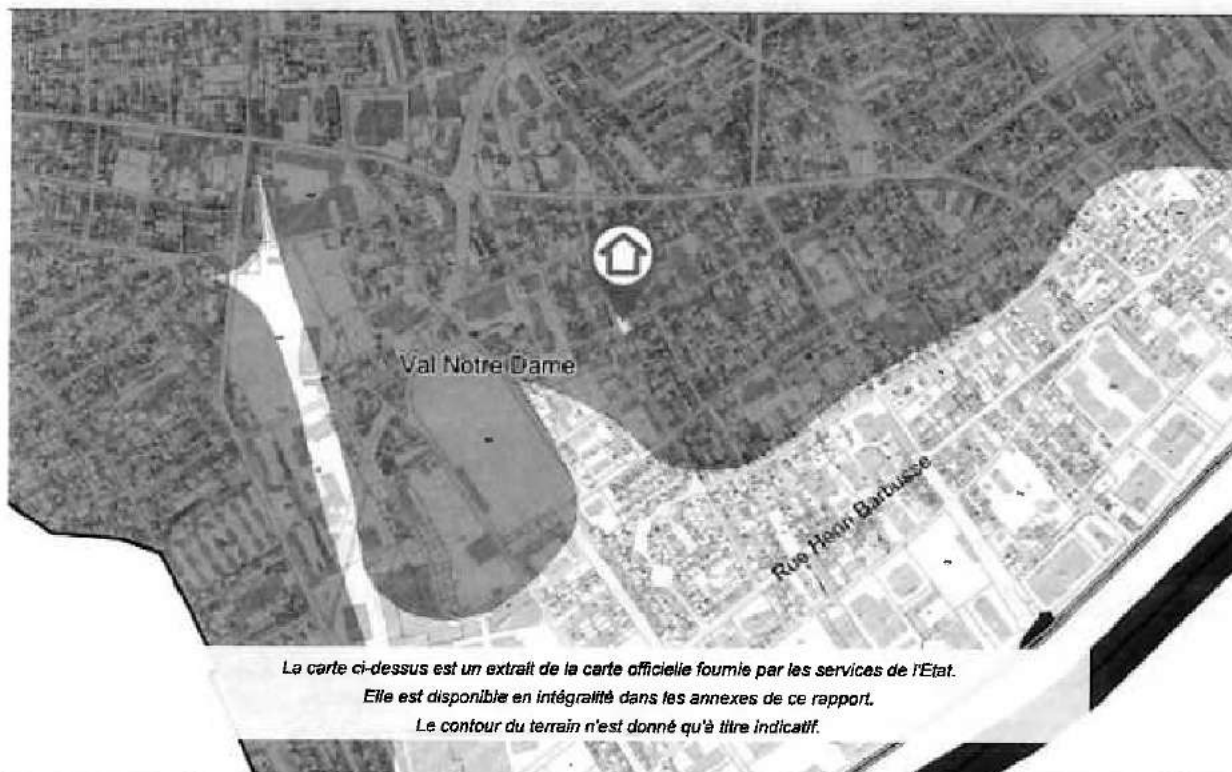 Val Notre Dame
Rue Henri Barbusse
La carte ci-dessus est un extrait de la carte officielle fournie par les services de l'Etat.
Elle est disponible en intégralité dans les annexes de ce rapport.
Le contour du terrain n'est donné qu'à titre indicatif.